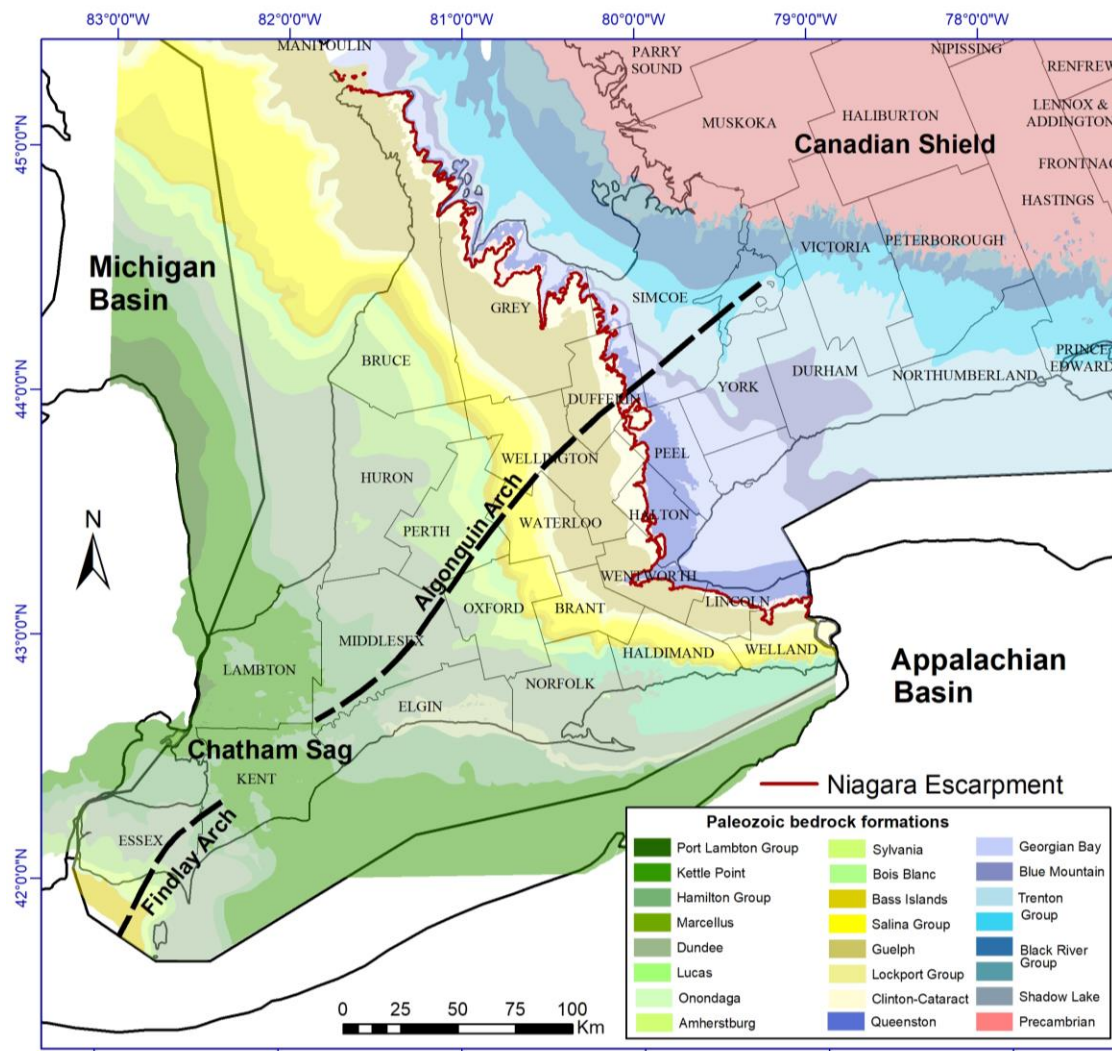 83°00'0"W
82°00'0"W
81°00'0"W
80°00'0"W
79°00'0"W
78°00'0"W
MANITOULIN
PARRY
SOUND
NIPISSING
RENFREW
MUSKOKA
HALIBURTON
LENNOX &
ADDINGTON
Canadian Shield
FRONTNAC
HASTINGS
45°0'0"N
VICTORIA
PETERBOROUGH
Michigan
Basin
SIMCOE
GREY
BRUCE
YORK
DURHAM
NORTHUMBERLAND
PRINCE
EDWARD
44°0'0"N
DUFFERIN
WELLINGTON
PEEL
HURON
PERTH
WATERLOO
HALTON
Algonquin Arch
N
WENTWORTH
LINCOLN
OXFORD
BRANT
43°0'0"N
MIDDLESEX
HALDIMAND
WELLAND
LAMBTON
NORFOLK
ELGIN
Appalachian
Basin
Chatham Sag
KENT
Niagara Escarpment
ESSEX
Findlay Arch
42°0'0"N
Paleozoic bedrock formations
Port Lambton Group
Kettle Point
Hamilton Group
Marcellus
Dundee
Lucas
Onondaga
Amherstburg
Sylvania
Bois Blanc
Bass Islands
Salina Group
Guelph
Lockport Group
Clinton-Cataract
Queenston
Georgian Bay
Blue Mountain
Trenton
Group
Black River
Group
Shadow Lake
Precambrian
0 25 50 75 100
Km